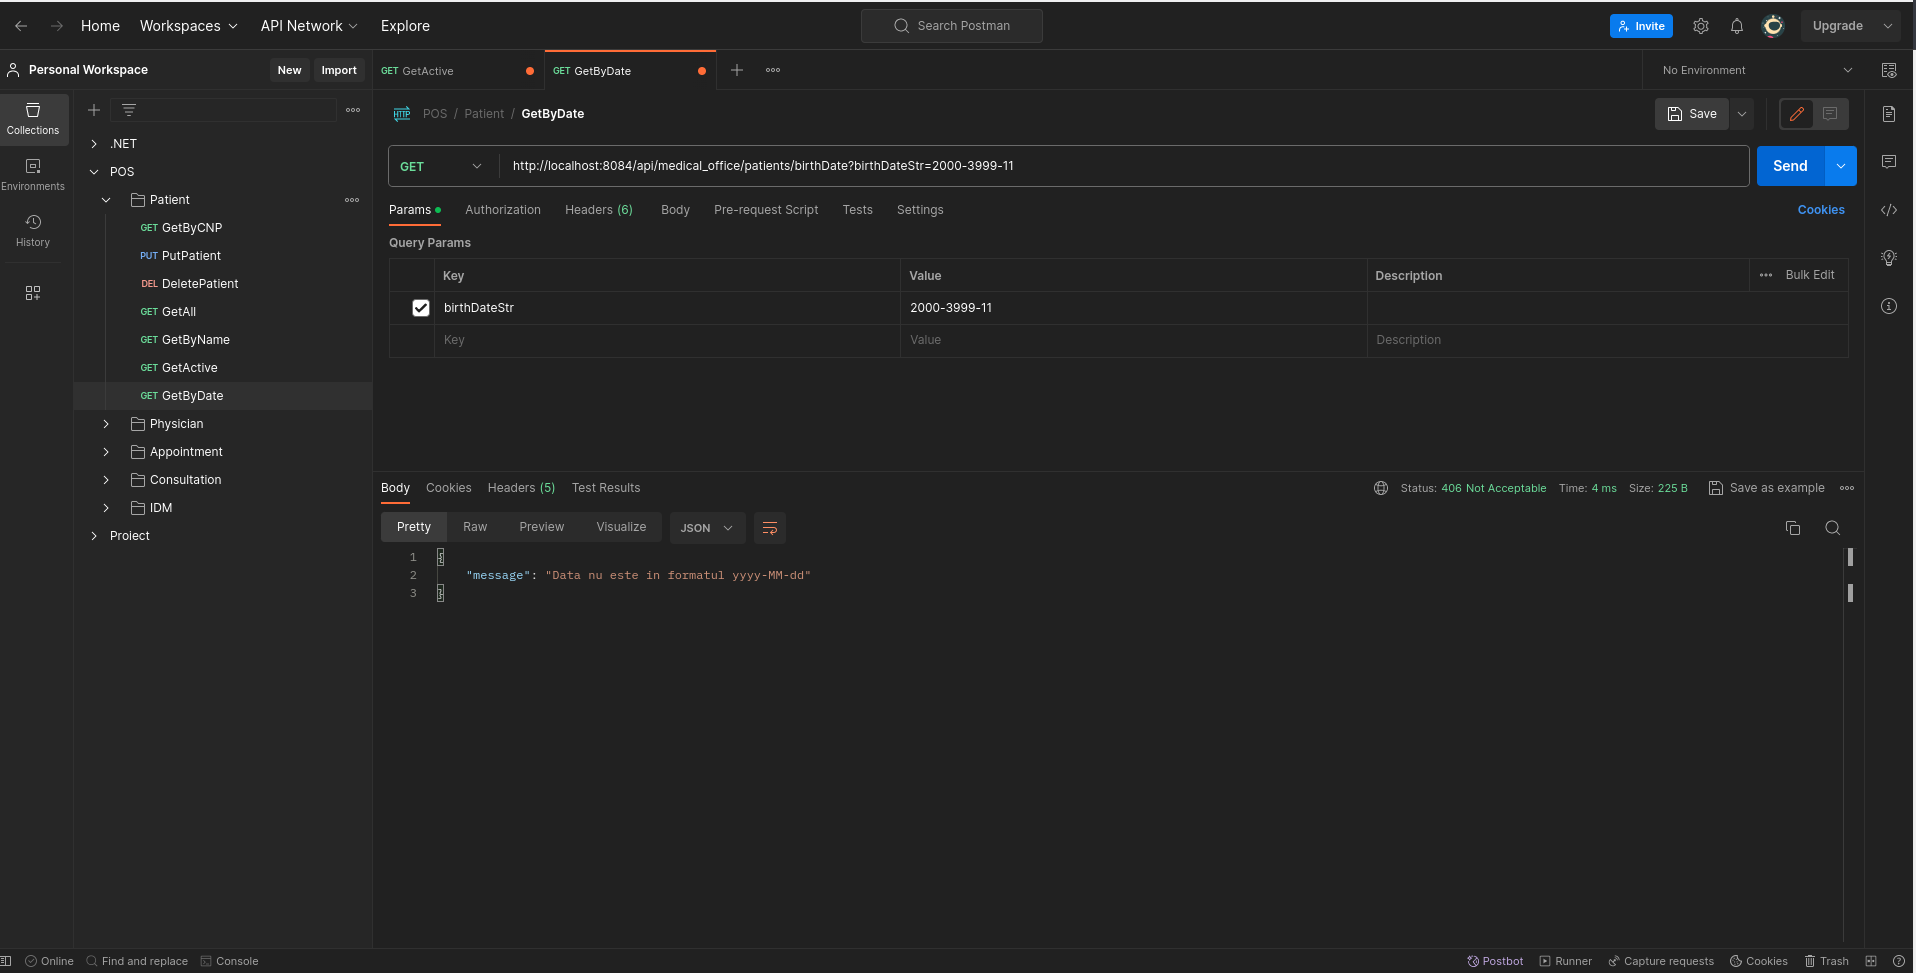 Home Workspaces API Network Explore Search Postman Invite Upgrade
Personal Workspace New Import GET GetActive GET GetByDate No Environment
Collections
Environments
History
.NET
POS
Patient
GET GetByCNP
PUT PutPatient
DEL DeletePatient
GET GetAll
GET GetByName
GET GetActive
GET GetByDate
Physician
Appointment
Consultation
IDM
Proiect
HTTP POS / Patient / GetByDate Save
GET http://localhost:8084/api/medical_office/patients/birthDate?birthDateStr=2000-3999-11 Send
Params Authorization Headers (6) Body Pre-request Script Tests Settings Cookies
Query Params
Key Value Description Bulk Edit
birthDateStr 2000-3999-11
Key Value Description
Body Cookies Headers (5) Test Results Status: 406 Not Acceptable Time: 4 ms Size: 225 B Save as example
Pretty Raw Preview Visualize JSON
1 {
2 "message": "Data nu este in formatul yyyy-MM-dd"
3 }
Online Find and replace Console Postbot Runner Capture requests Cookies Trash